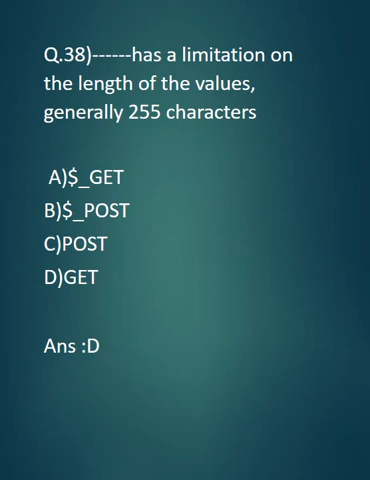 Q.38)------has a limitation on
the length of the values,
generally 255 characters
A)$_GET
B)$_POST
C)POST
D)GET
Ans :D